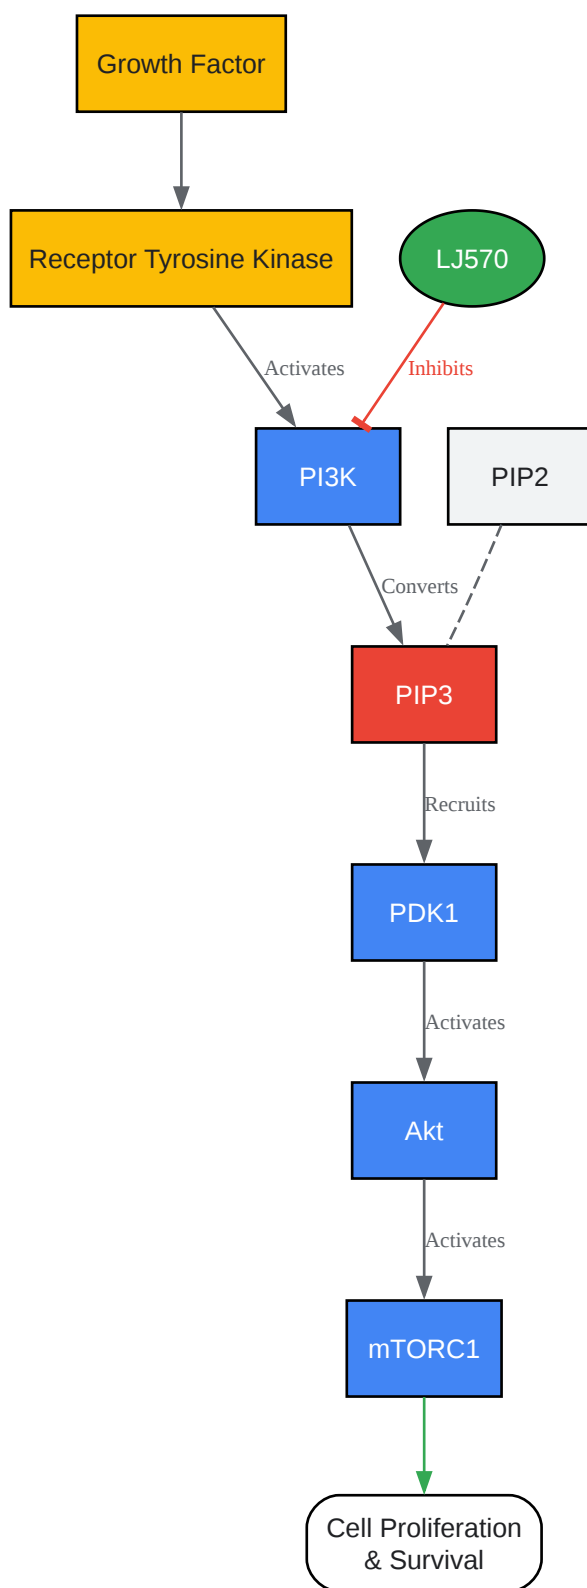 Growth Factor
Receptor Tyrosine Kinase
LJ570
Activates
Inhibits
PI3K
PIP2
Converts
PIP3
Recruits
PDK1
Activates
Akt
Activates
mTORC1
Cell Proliferation
& Survival